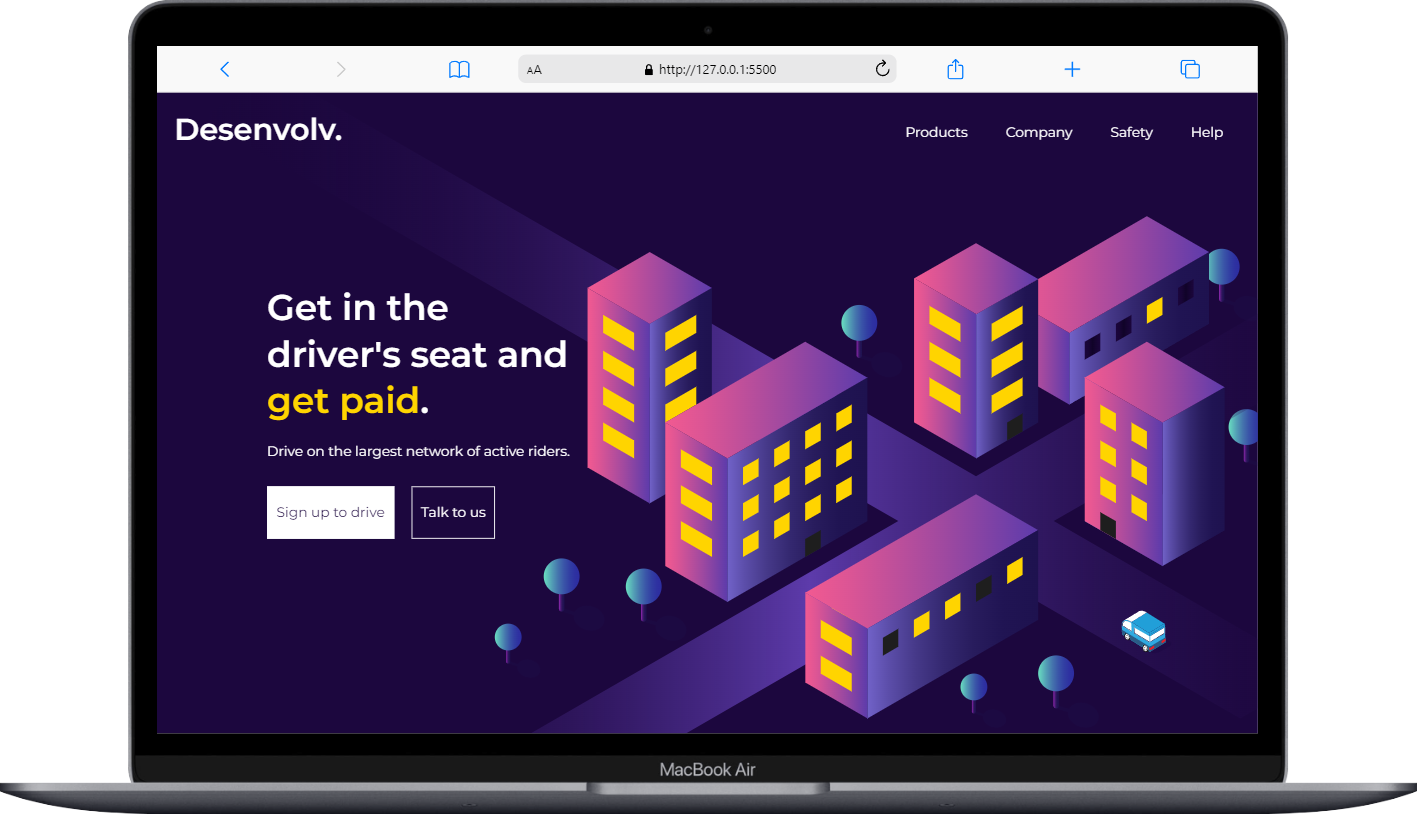 AA http://127.0.0.1:5500
Desenvolv.
Products Company Safety Help
Get in the
driver's seat and
get paid.
Drive on the largest network of active riders.
Sign up to drive Talk to us
MacBook Air